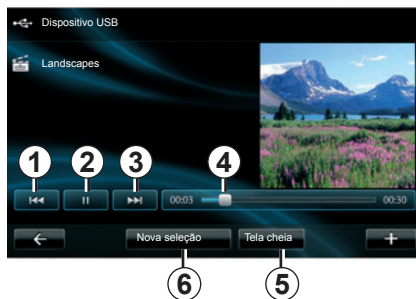 Dispositivo USB
Landscapes
1 2 3 4
00:03 00:30
Nova seleção Tela cheia
6 5